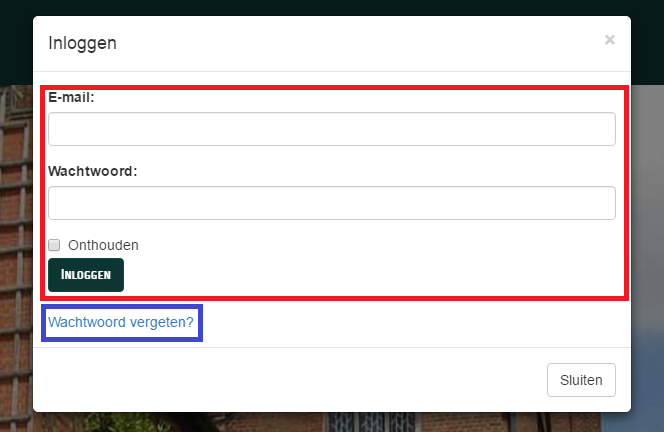 Inloggen ×
E-mail:
Wachtwoord:
Onthouden
Inloggen
Wachtwoord vergeten?
Sluiten